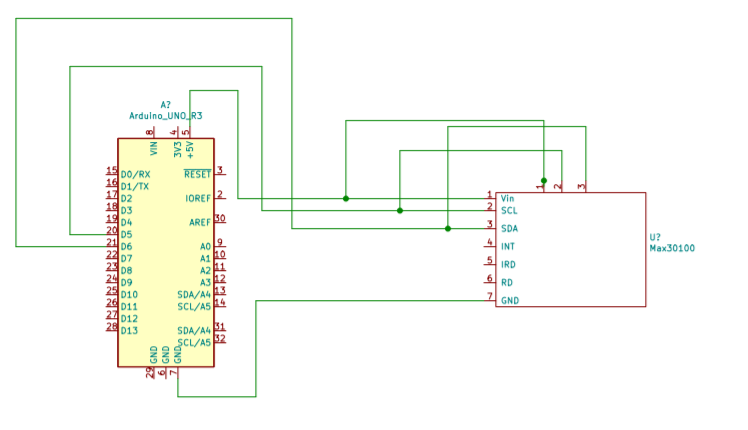 A?
Arduino_UNO_R3
8 VIN
4 3V3
5 +5V
15 D0/RX
16 D1/TX
17 D2
18 D3
19 D4
20 D5
21 D6
22 D7
23 D8
24 D9
25 D10
26 D11
27 D12
28 D13
RESET 3
IOREF 2
AREF 30
A0 9
A1 10
A2 11
A3 12
SDA/A4 13
SCL/A5 14
SDA/A4 31
SCL/A5 32
GND 29
GND 6
GND 7
1 2 3
1 Vin
2 SCL
3 SDA
4 INT
5 IRD
6 RD
7 GND
U?
Max30100